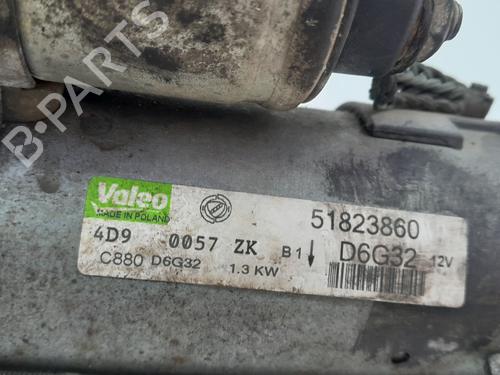 B-PARTS
Valeo
MADE IN POLAND
51823860
4D9 0057 ZK B1 D6G32 12V
C880 D6G32 1.3 KW